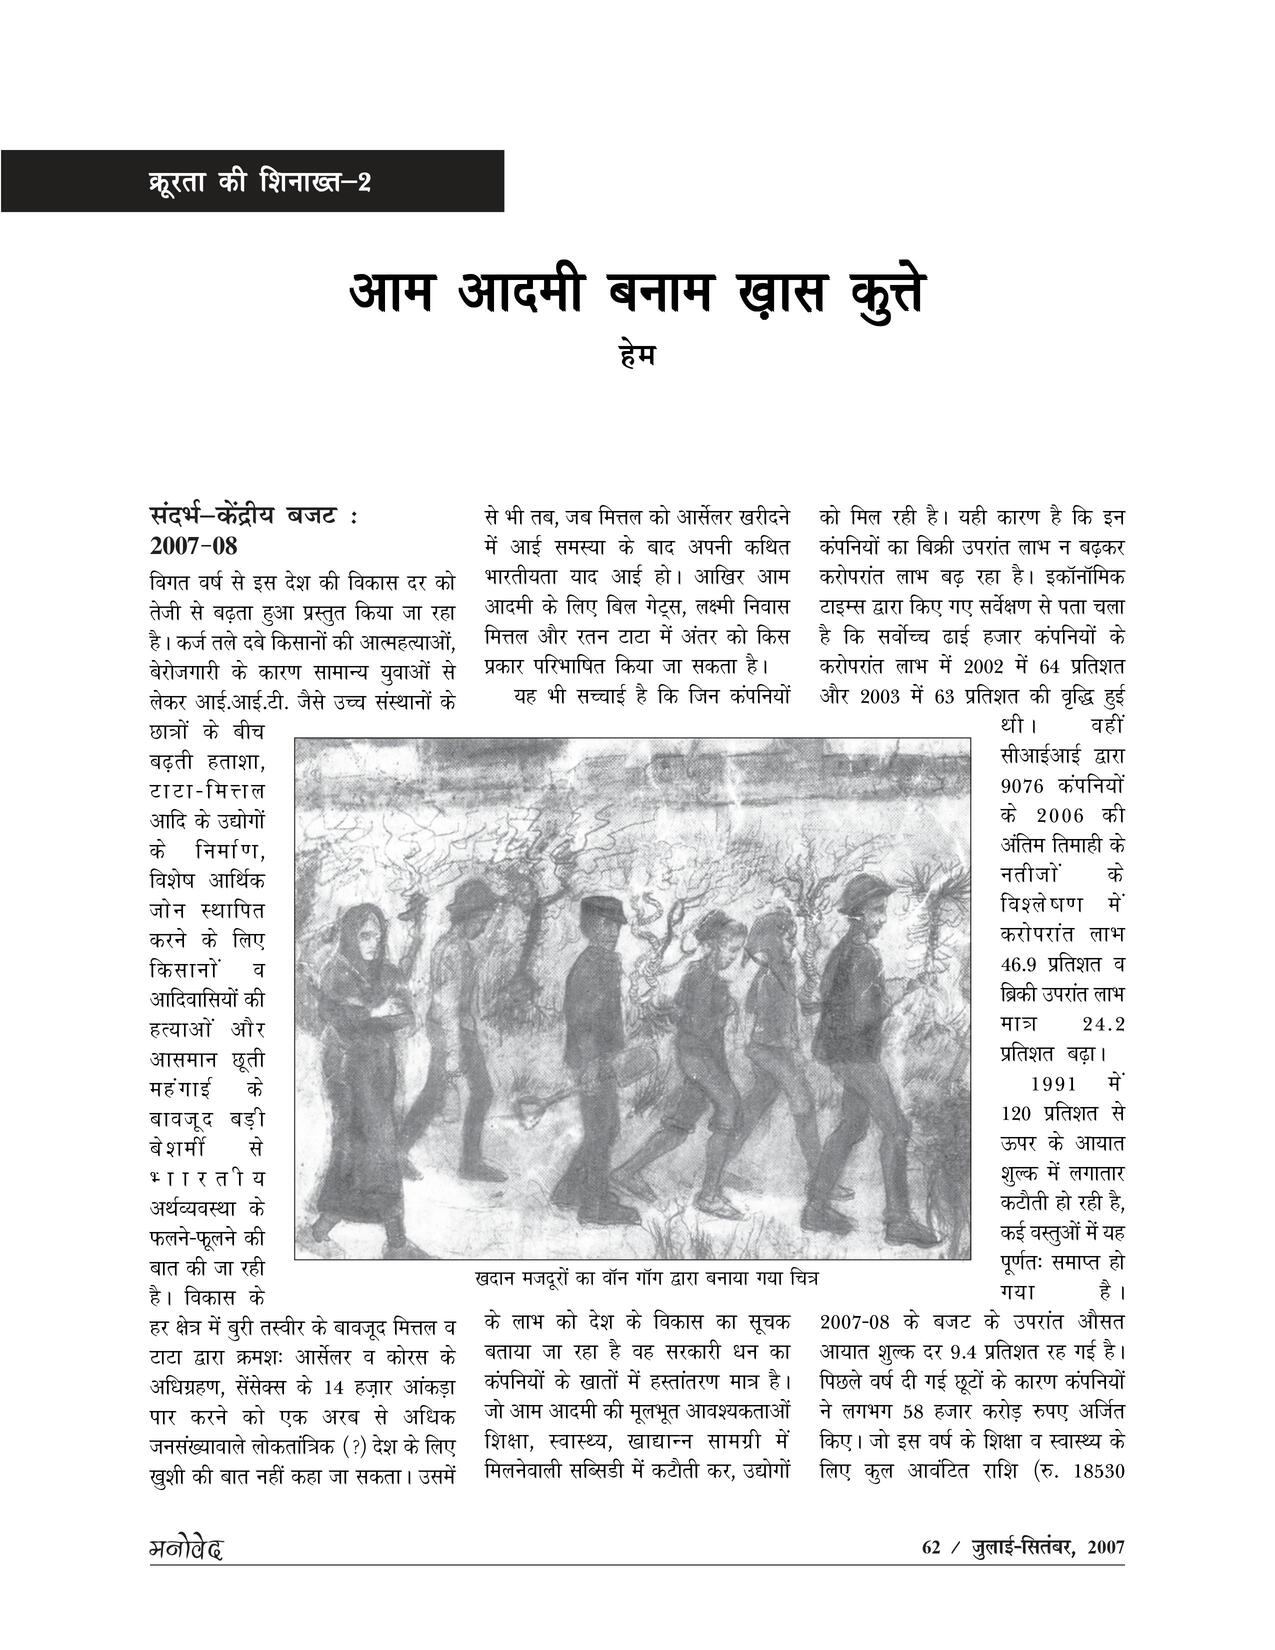 क्रूरता की शिनाख्त–2
आम आदमी बनाम ख़ास कुत्ते
हेम
संदर्भ–केंद्रीय बजट :
2007-08
विगत वर्ष से इस देश की विकास दर को
तेजी से बढ़ता हुआ प्रस्तुत किया जा रहा
है। कर्ज तले दबे किसानों की आत्महत्याओं,
बेरोजगारी के कारण सामान्य युवाओं से
लेकर आई.आई.टी. जैसे उच्च संस्थानों के
छात्रों के बीच
बढ़ती हताशा,
टाटा-मित्तल
आदि के उद्योगों
के निर्माण,
विशेष आर्थिक
जोन स्थापित
करने के लिए
किसानों व
आदिवासियों की
हत्याओं और
आसमान छूती
महंगाई के
बावजूद बड़ी
बेशर्मी से
भारतीय
अर्थव्यवस्था के
फलने-फूलने की
बात की जा रही
है। विकास के
हर क्षेत्र में बुरी तस्वीर के बावजूद मित्तल व
टाटा द्वारा क्रमशः आर्सेलर व कोरस के
अधिग्रहण, सेंसेक्स के 14 हज़ार आंकड़ा
पार करने को एक अरब से अधिक
जनसंख्यावाले लोकतांत्रिक (?) देश के लिए
खुशी की बात नहीं कहा जा सकता। उसमें
से भी तब, जब मित्तल को आर्सेलर खरीदने
में आई समस्या के बाद अपनी कथित
भारतीयता याद आई हो। आखिर आम
आदमी के लिए बिल गेट्स, लक्ष्मी निवास
मित्तल और रतन टाटा में अंतर को किस
प्रकार परिभाषित किया जा सकता है।
यह भी सच्चाई है कि जिन कंपनियों
खदान मजदूरों का वॉन गॉग द्वारा बनाया गया चित्र
के लाभ को देश के विकास का सूचक
बताया जा रहा है वह सरकारी धन का
कंपनियों के खातों में हस्तांतरण मात्र है।
जो आम आदमी की मूलभूत आवश्यकताओं
शिक्षा, स्वास्थ्य, खाद्यान्न सामग्री में
मिलनेवाली सब्सिडी में कटौती कर, उद्योगों
को मिल रही है। यही कारण है कि इन
कंपनियों का बिक्री उपरांत लाभ न बढ़कर
करोपरांत लाभ बढ़ रहा है। इकॉनॉमिक
टाइम्स द्वारा किए गए सर्वेक्षण से पता चला
है कि सर्वोच्च ढाई हजार कंपनियों के
करोपरांत लाभ में 2002 में 64 प्रतिशत
और 2003 में 63 प्रतिशत की वृद्धि हुई
थी। वहीं
सीआईआई द्वारा
9076 कंपनियों
के 2006 की
अंतिम तिमाही के
नतीजों के
विश्लेषण में
करोपरांत लाभ
46.9 प्रतिशत व
ब्रिकी उपरांत लाभ
मात्र 24.2
प्रतिशत बढ़ा।
1991 में
120 प्रतिशत से
ऊपर के आयात
शुल्क में लगातार
कटौती हो रही है,
कई वस्तुओं में यह
पूर्णतः समाप्त हो
गया है।
2007-08 के बजट के उपरांत औसत
आयात शुल्क दर 9.4 प्रतिशत रह गई है।
पिछले वर्ष दी गई छूटों के कारण कंपनियों
ने लगभग 58 हजार करोड़ रुपए अर्जित
किए। जो इस वर्ष के शिक्षा व स्वास्थ्य के
लिए कुल आवंटित राशि (रु. 18530
मनोवेद
62 / जुलाई-सितंबर, 2007